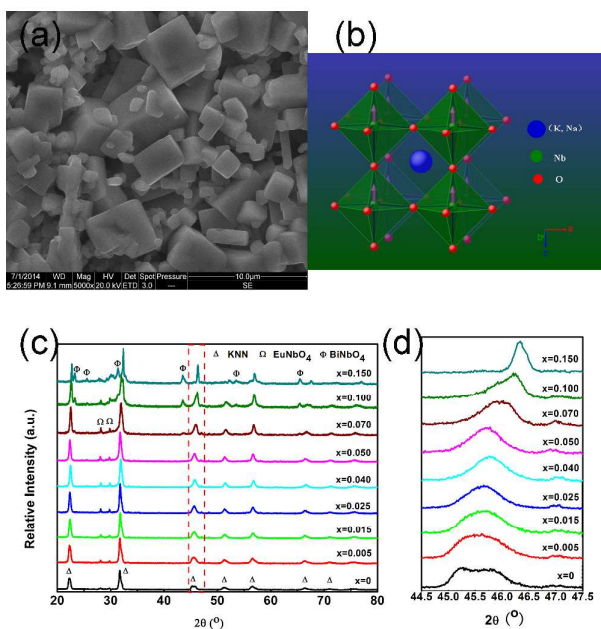 (a)
7/1/2014 WD Mag HV Det Spot Pressure 10.0µm
5:26:59 PM 9.1 mm 5000x 20.0 kV ETD 3.0 --- SE
(b)
(K, Na)
Nb
O
a
b
c
(c)
Δ KNN Ω EuNbO4 Φ BiNbO4
Φ Φ Φ Φ Φ Φ
Ω Ω
x=0.150
x=0.100
x=0.070
x=0.050
x=0.040
x=0.025
x=0.015
x=0.005
x=0
Δ Δ Δ Δ Δ Δ Δ
Relative Intensity (a.u.)
20 30 40 50 60 70 80
2θ (o)
(d)
x=0.150
x=0.100
x=0.070
x=0.050
x=0.040
x=0.025
x=0.015
x=0.005
x=0
44.5 45.0 45.5 46.0 46.5 47.0 47.5
2θ (o)